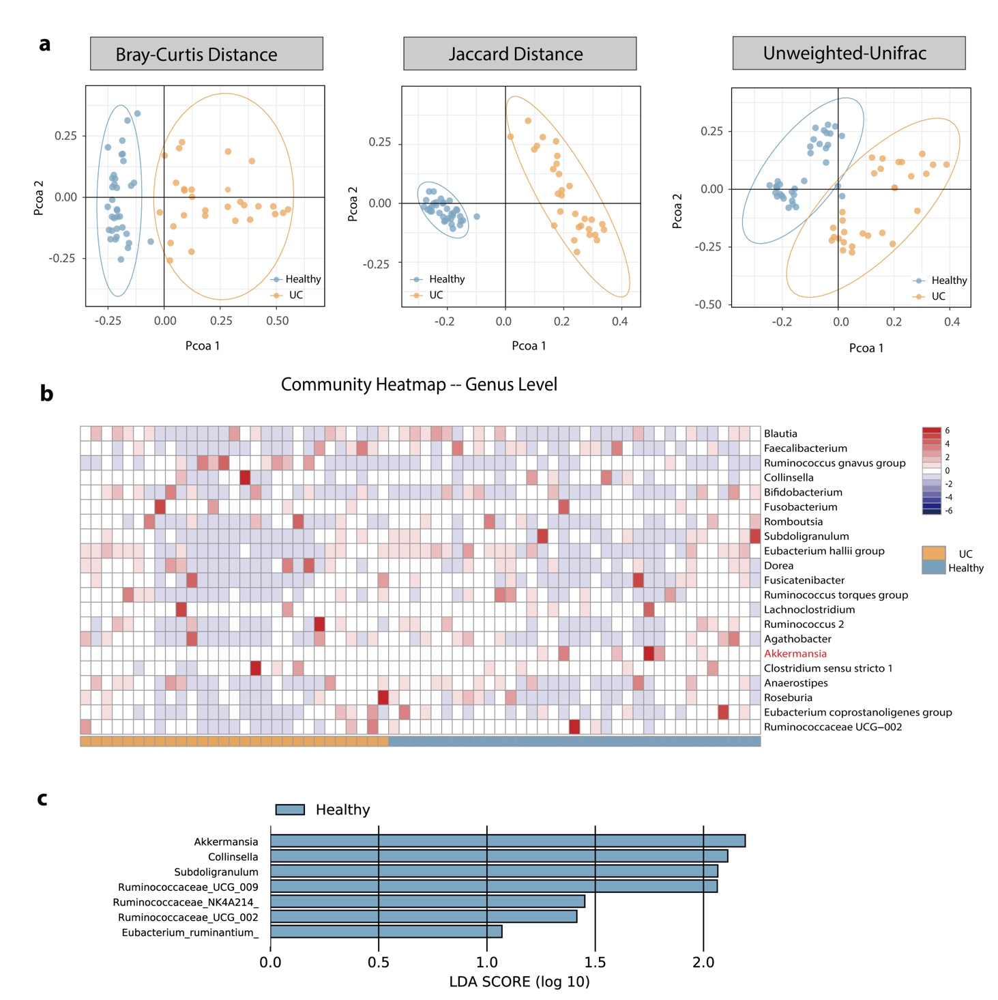 a
Bray-Curtis Distance
Jaccard Distance
Unweighted-Unifrac
Pcoa 2
0.25
0.00
-0.25
Healthy
UC
-0.25 0.00 0.25 0.50
Pcoa 1
Pcoa 2
0.25
0.00
-0.25
Healthy
UC
-0.2 0.0 0.2 0.4
Pcoa 1
Pcoa 2
0.25
0.00
-0.25
-0.50
Healthy
UC
-0.2 0.0 0.2 0.4
Pcoa 1
b
Community Heatmap -- Genus Level
Blautia
Faecalibacterium
Ruminococcus gnavus group
Collinsella
Bifidobacterium
Fusobacterium
Romboutsia
Subdoligranulum
Eubacterium hallii group
Dorea
Fusicatenibacter
Ruminococcus torques group
Lachnoclostridium
Ruminococcus 2
Agathobacter
Akkermansia
Clostridium sensu stricto 1
Anaerostipes
Roseburia
Eubacterium coprostanoligenes group
Ruminococcaceae UCG−002
6
4
2
0
-2
-4
-6
UC
Healthy
c
Healthy
Akkermansia
Collinsella
Subdoligranulum
Ruminococcaceae_UCG_009
Ruminococcaceae_NK4A214_
Ruminococcaceae_UCG_002
Eubacterium_ruminantium_
0.0 0.5 1.0 1.5 2.0
LDA SCORE (log 10)